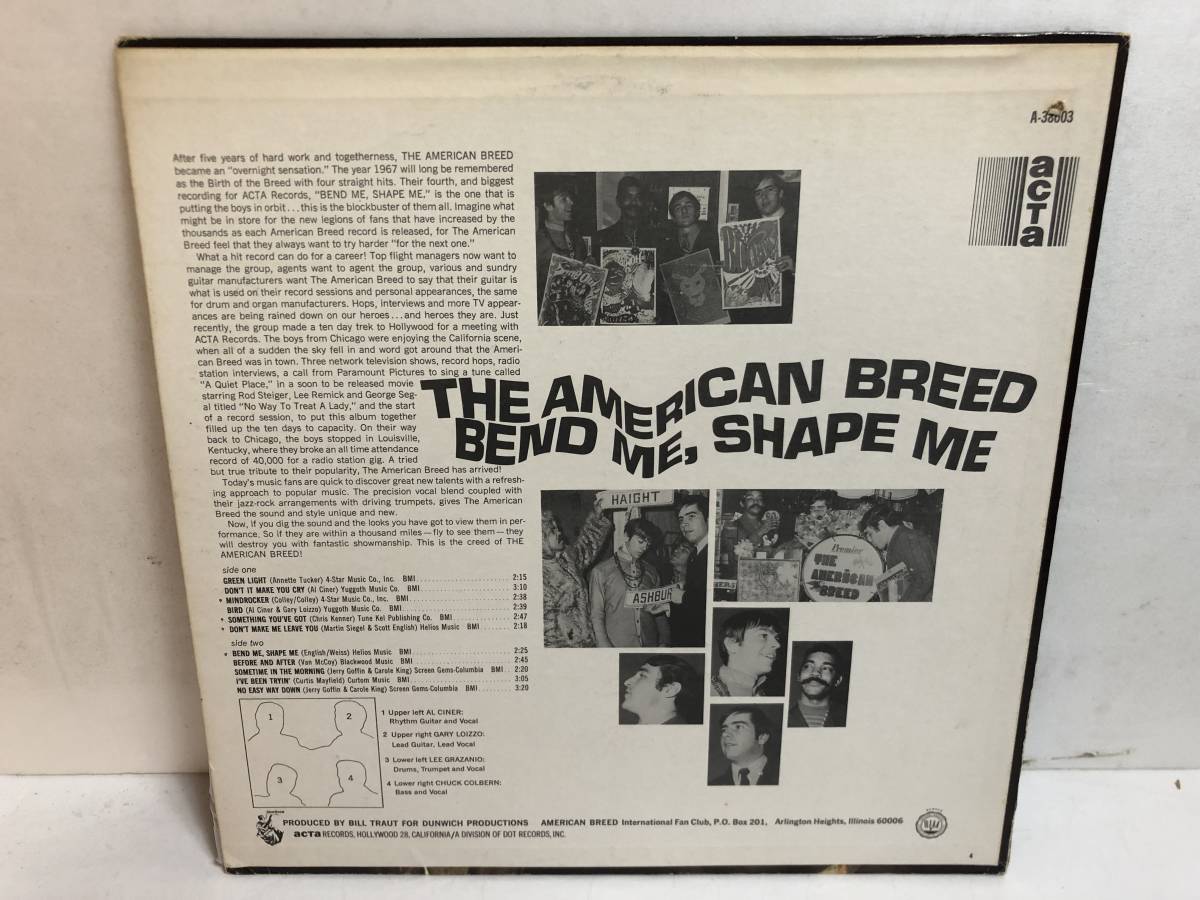 A-38003
acta
After five years of hard work and togetherness, THE AMERICAN BREED
became an "overnight sensation." The year 1967 will long be remembered
as the Birth of the Breed with four straight hits. Their fourth, and biggest
recording for ACTA Records, "BEND ME, SHAPE ME," is the one that is
putting the boys in orbit...this is the blockbuster of them all. Imagine what
might be in store for the new legions of fans that have increased by the
thousands as each American Breed record is released, for The American
Breed feel that they always want to try harder "for the next one."
What a hit record can do for a career! Top flight managers now want to
manage the group, agents want to agent the group, various and sundry
guitar manufacturers want The American Breed to say that their guitar is
what is used on their record sessions and personal appearances, the same
for drum and organ manufacturers. Hops, interviews and more TV appear-
ances are being rained down on our heroes...and heroes they are. Just
recently, the group made a ten day trek to Hollywood for a meeting with
ACTA Records. The boys from Chicago were enjoying the California scene,
when all of a sudden the sky fell in and word got around that the Ameri-
can Breed was in town. Three network television shows, record hops, radio
station interviews, a call from Paramount Pictures to sing a tune called
"A Quiet Place," in a soon to be released movie
starring Rod Steiger, Lee Remick and George Seg-
al titled "No Way To Treat A Lady," and the start
of a record session, to put this album together
filled up the ten days to capacity. On their way
back to Chicago, the boys stopped in Louisville,
Kentucky, where they broke an all time attendance
record of 40,000 for a radio station gig. A tried
but true tribute to their popularity, The American Breed has arrived!
Today's music fans are quick to discover great new talents with a refresh-
ing approach to popular music. The precision vocal blend coupled with
their jazz-rock arrangements with driving trumpets, gives The American
Breed the sound and style unique and new.
Now, if you dig the sound and the looks you have got to view them in per-
formance. So if they are within a thousand miles—fly to see them—they
will destroy you with fantastic showmanship. This is the creed of THE
AMERICAN BREED!
THE AMERICAN BREED
BEND ME, SHAPE ME
HAIGHT
ASHBUR
Premier
THE
AMERICAN
BREED
side one
GREEN LIGHT (Annette Tucker) 4-Star Music Co., Inc. BMI 2:15
DON'T IT MAKE YOU CRY (Al Ciner) Yuggoth Music Co. BMI 3:10
* MINDROCKER (Colley/Colley) 4-Star Music Co., Inc. BMI 2:38
BIRD (Al Ciner & Gary Loizzo) Yuggoth Music Co. BMI 2:39
* SOMETHING YOU'VE GOT (Chris Kenner) Tune Kel Publishing Co. BMI 2:47
* DON'T MAKE ME LEAVE YOU (Martin Siegel & Scott English) Helios Music BMI 2:18
side two
* BEND ME, SHAPE ME (English/Weiss) Helios Music BMI 2:25
BEFORE AND AFTER (Van McCoy) Blackwood Music BMI 2:45
SOMETIME IN THE MORNING (Jerry Goffin & Carole King) Screen Gems-Columbia BMI 2:20
I'VE BEEN TRYIN' (Curtis Mayfield) Curtom Music BMI 3:05
NO EASY WAY DOWN (Jerry Goffin & Carole King) Screen Gems-Columbia BMI 3:20
1 2 3 4
1 Upper left AL CINER:
Rhythm Guitar and Vocal
2 Upper right GARY LOIZZO:
Lead Guitar, Lead Vocal
3 Lower left LEE GRAZANIO:
Drums, Trumpet and Vocal
4 Lower right CHUCK COLBERN:
Bass and Vocal
PRODUCED BY BILL TRAUT FOR DUNWICH PRODUCTIONS AMERICAN BREED International Fan Club, P.O. Box 201, Arlington Heights, Illinois 60006
acta RECORDS, HOLLYWOOD 28, CALIFORNIA/A DIVISION OF DOT RECORDS, INC.
4